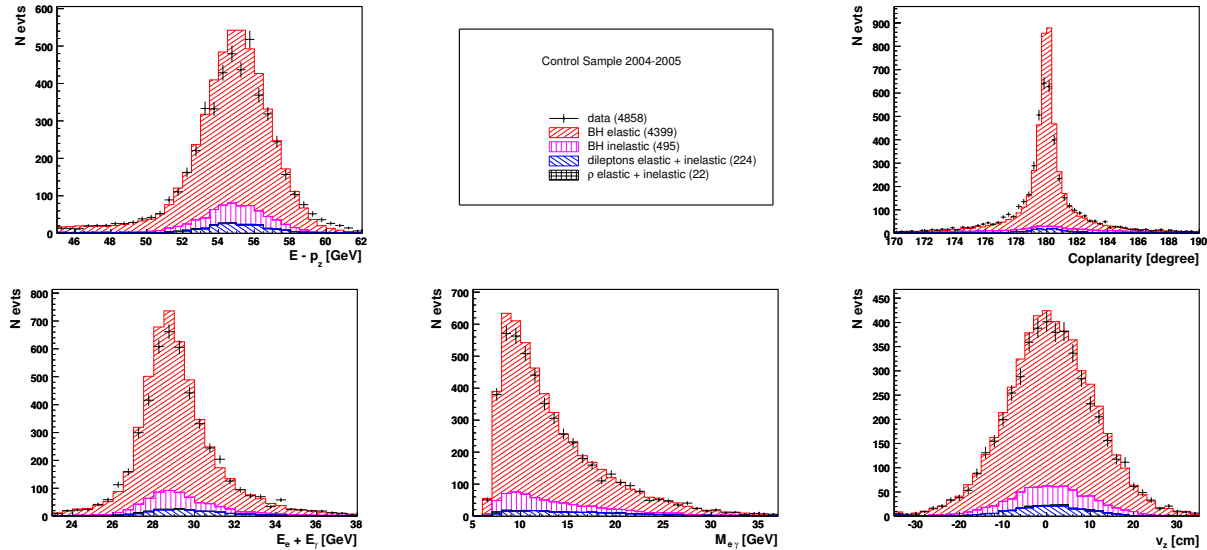 N evts
600
500
400
300
200
100
0
46 48 50 52 54 56 58 60 62
E - p_z [GeV]
Control Sample 2004-2005
data (4858)
BH elastic (4399)
BH inelastic (495)
dileptons elastic + inelastic (224)
ρ elastic + inelastic (22)
N evts
900
800
700
600
500
400
300
200
100
0
170 172 174 176 178 180 182 184 186 188 190
Coplanarity [degree]
N evts
800
700
600
500
400
300
200
100
0
24 26 28 30 32 34 36 38
E_e + E_γ [GeV]
N evts
700
600
500
400
300
200
100
0
5 10 15 20 25 30 35
M_e γ [GeV]
N evts
450
400
350
300
250
200
150
100
50
0
-30 -20 -10 0 10 20 30
v_z [cm]